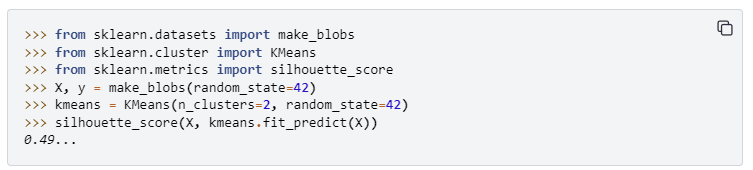 >>> from sklearn.datasets import make_blobs
>>> from sklearn.cluster import KMeans
>>> from sklearn.metrics import silhouette_score
>>> X, y = make_blobs(random_state=42)
>>> kmeans = KMeans(n_clusters=2, random_state=42)
>>> silhouette_score(X, kmeans.fit_predict(X))
0.49...